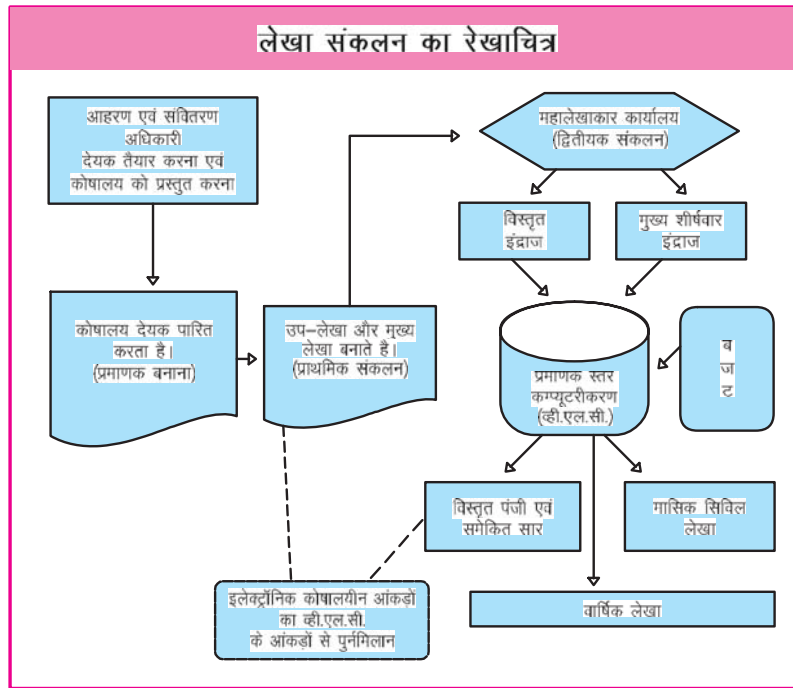 लेखा संकलन का रेखाचित्र
आहरण एवं संवितरण
अधिकारी
देयक तैयार करना एवं
कोषालय को प्रस्तुत करना
महालेखाकार कार्यालय
(द्वितीयक संकलन)
विस्तृत
इंद्राज
मुख्य शीर्षवार
इंद्राज
कोषालय देयक पारित
करता है।
(प्रमाणक बनाना)
उप–लेखा और मुख्य
लेखा बनाते है।
(प्राथमिक संकलन)
प्रमाणक स्तर
कम्प्यूटरीकरण
(व्ही.एल.सी.)
ब
ज
ट
विस्तृत पंजी एवं
समेकित सार
मासिक सिविल
लेखा
इलेक्ट्रॉनिक कोषालयीन आंकड़ों
का व्ही.एल.सी.
के आंकड़ों से पुर्नमिलान
वार्षिक लेखा